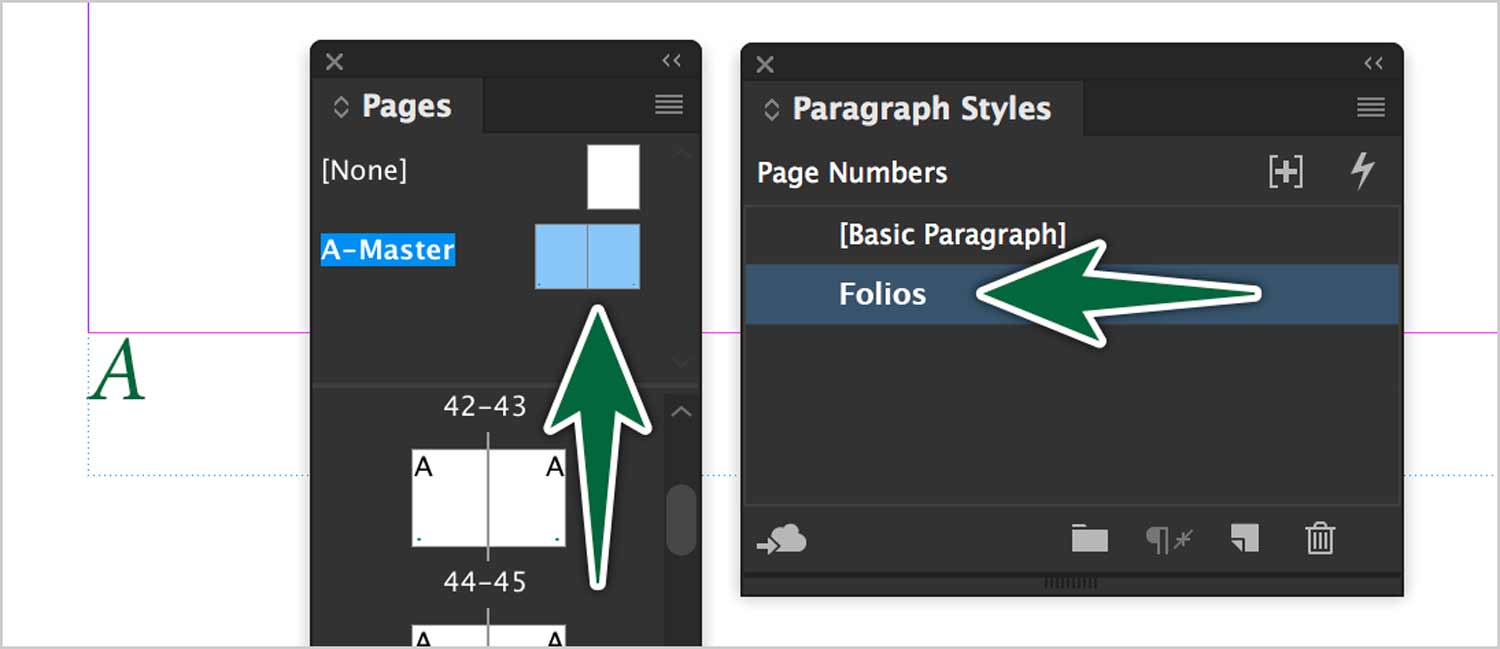 A
Pages
[None]
A-Master
42-43
A A
44-45
A A
Paragraph Styles
Page Numbers
[Basic Paragraph]
Folios